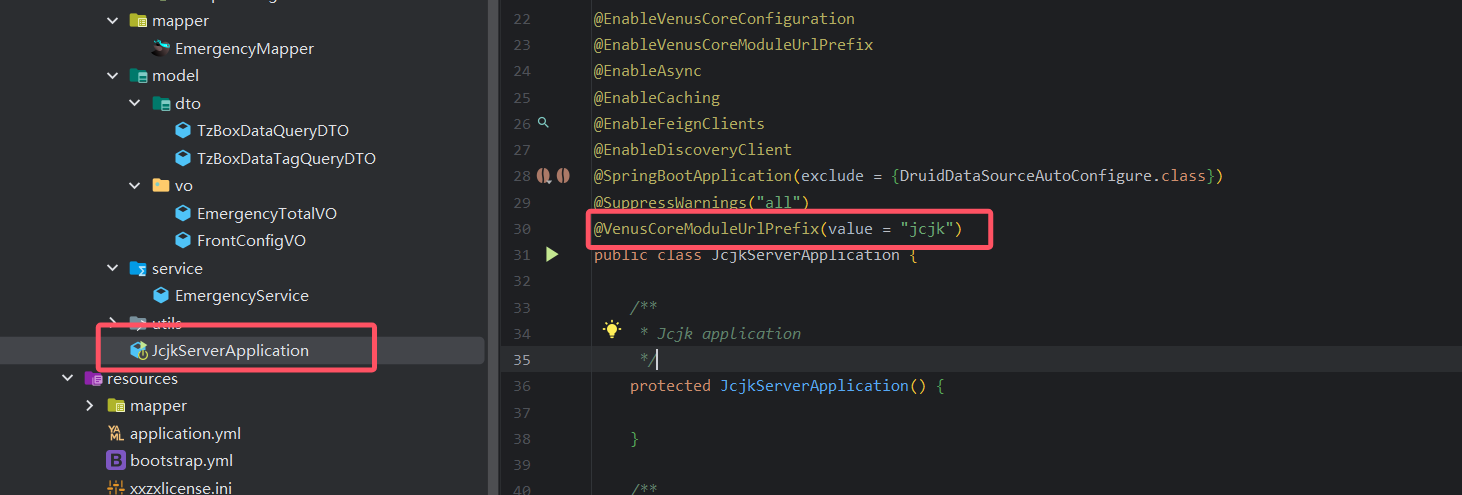 mapper
EmergencyMapper
model
dto
TzBoxDataQueryDTO
TzBoxDataTagQueryDTO
vo
EmergencyTotalVO
FrontConfigVO
service
EmergencyService
utils
JcjkServerApplication
resources
mapper
application.yml
bootstrap.yml
xxzxlicense.ini
22 @EnableVenusCoreConfiguration
23 @EnableVenusCoreModuleUrlPrefix
24 @EnableAsync
25 @EnableCaching
26 @EnableFeignClients
27 @EnableDiscoveryClient
28 @SpringBootApplication(exclude = {DruidDataSourceAutoConfigure.class})
29 @SuppressWarnings("all")
30 @VenusCoreModuleUrlPrefix(value = "jcjk")
31 public class JcjkServerApplication {
32
33 /**
34 * Jcjk application
35 */
36 protected JcjkServerApplication() {
37
38 }
39
40 /**